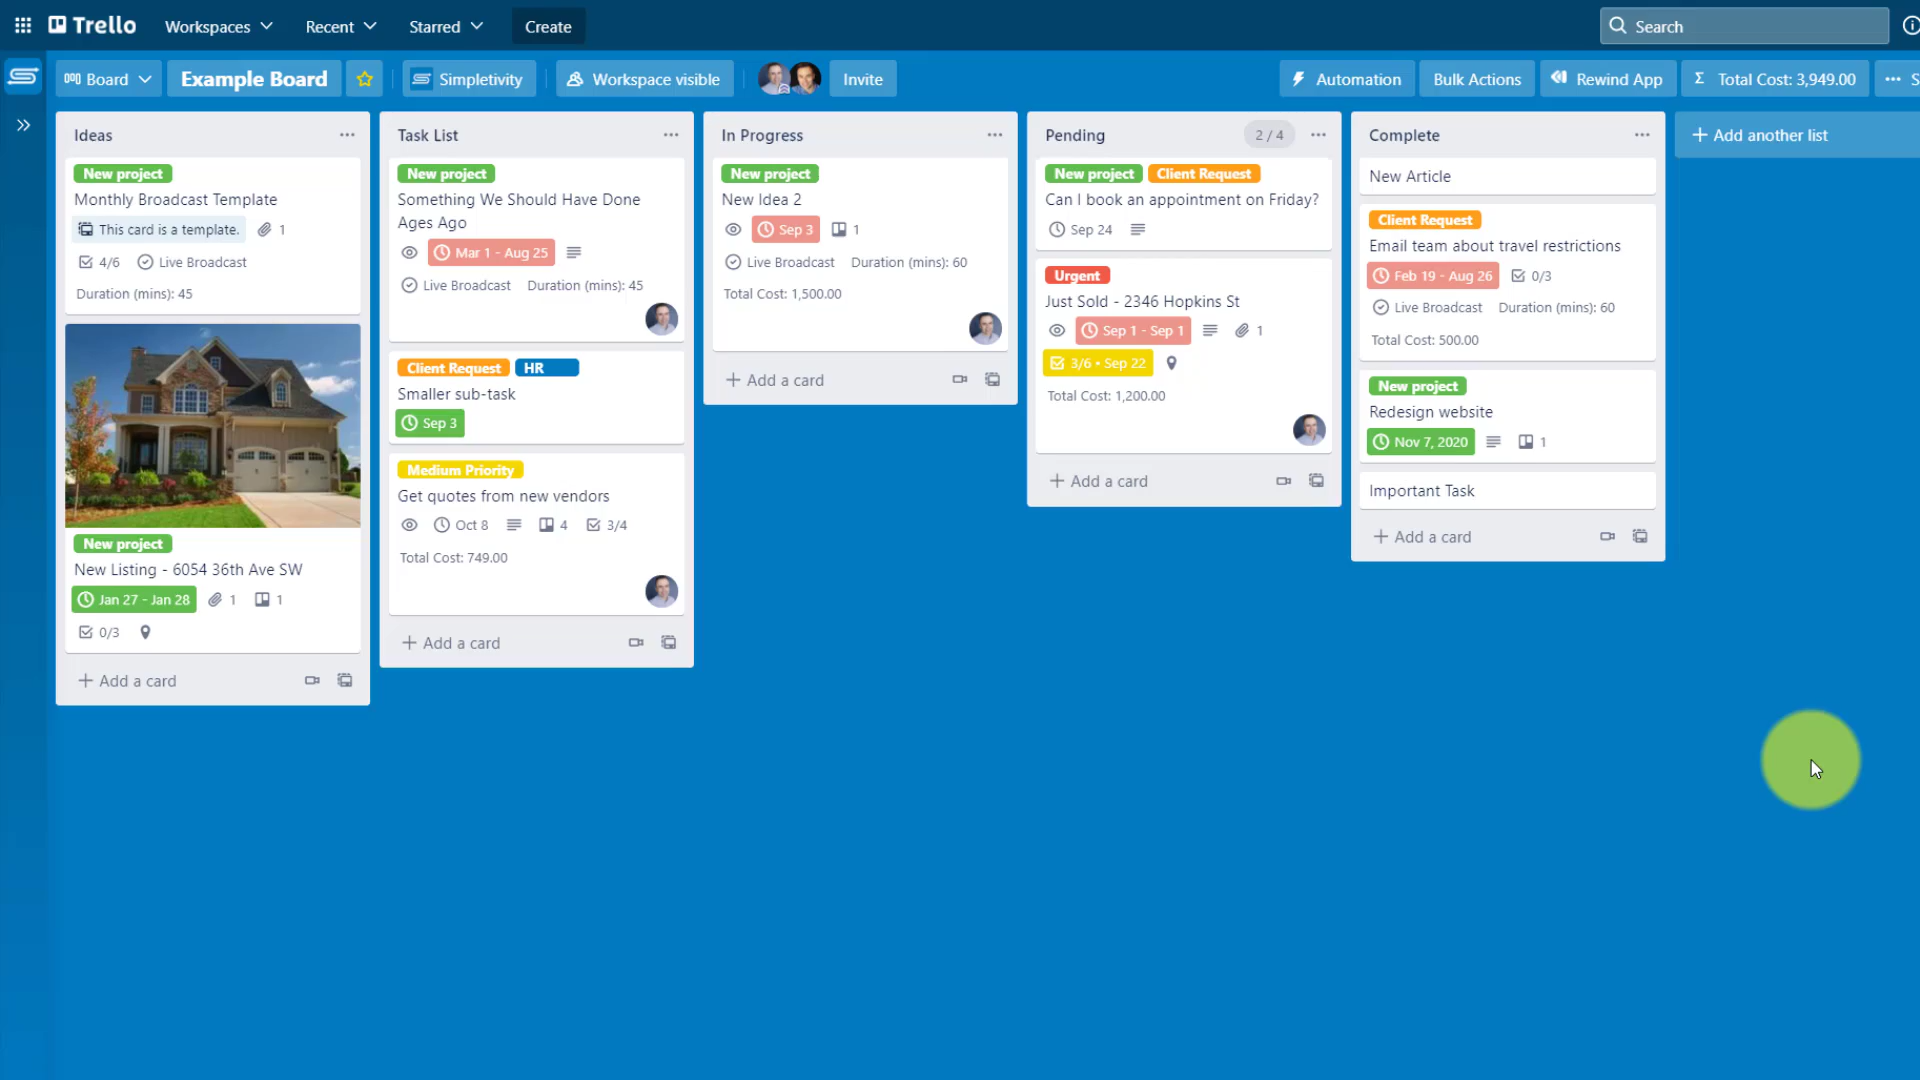 Trello
Workspaces
Recent
Starred
Create
Search
Board
Example Board
Simpletivity
Workspace visible
Invite
Automation
Bulk Actions
Rewind App
Σ Total Cost: 3,949.00
··· S
Ideas
New project
Monthly Broadcast Template
This card is a template.
1
4/6
Live Broadcast
Duration (mins): 45
New project
New Listing - 6054 36th Ave SW
Jan 27 - Jan 28
1
1
0/3
+ Add a card
Task List
New project
Something We Should Have Done
Ages Ago
Mar 1 - Aug 25
Live Broadcast
Duration (mins): 45
Client Request
HR
Smaller sub-task
Sep 3
Medium Priority
Get quotes from new vendors
Oct 8
4
3/4
Total Cost: 749.00
+ Add a card
In Progress
New project
New Idea 2
Sep 3
1
Live Broadcast
Duration (mins): 60
Total Cost: 1,500.00
+ Add a card
Pending
2 / 4
New project
Client Request
Can I book an appointment on Friday?
Sep 24
Urgent
Just Sold - 2346 Hopkins St
Sep 1 - Sep 1
1
3/6 • Sep 22
Total Cost: 1,200.00
+ Add a card
Complete
New Article
Client Request
Email team about travel restrictions
Feb 19 - Aug 26
0/3
Live Broadcast
Duration (mins): 60
Total Cost: 500.00
New project
Redesign website
Nov 7, 2020
1
Important Task
+ Add a card
+ Add another list